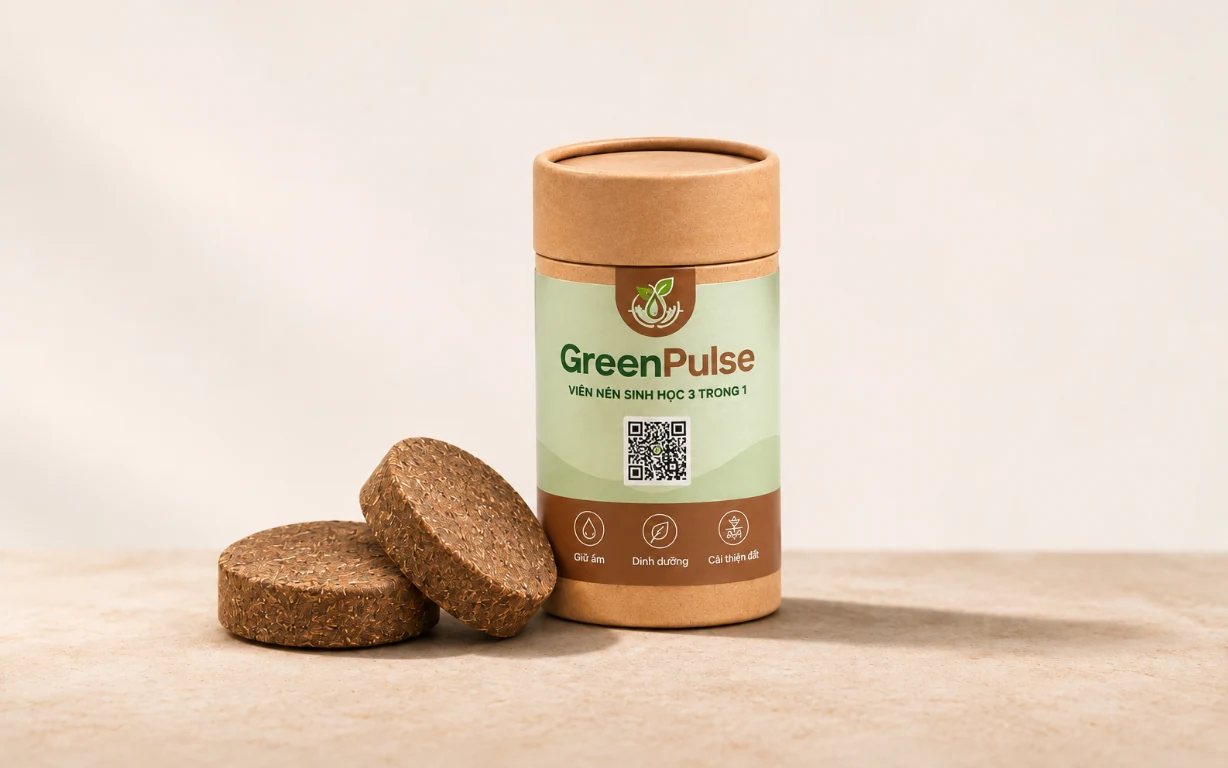 GreenPulse
VIÊN NÉN SINH HỌC 3 TRONG 1
Giữ ẩm
Dinh dưỡng
Cải thiện đất